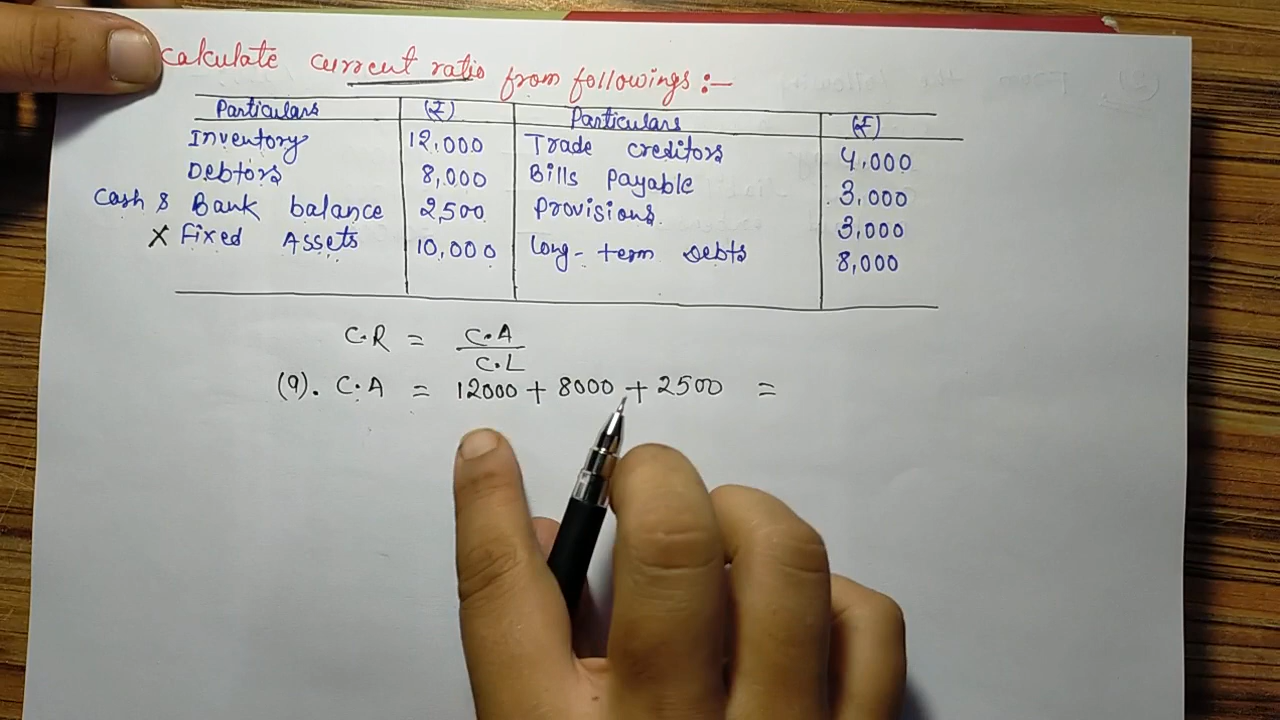 calculate current ratio from followings :-
Particulars (₹) Particulars (₹)
Inventory 12,000 Trade creditors 4,000
Debtors 8,000 Bills Payable 3,000
Cash & Bank balance 2,500 Provisions 3,000
X Fixed Assets 10,000 Long-term Debts 8,000
C.R = C.A / C.L
(9). C.A = 12000 + 8000 + 2500 =